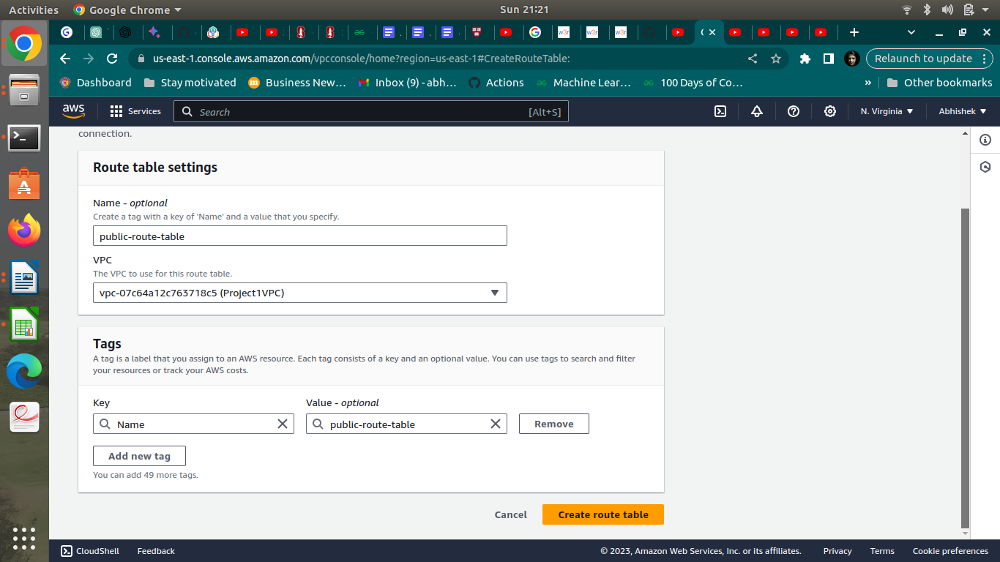 Activities Google Chrome Sun 21:21
w3r w3r w3r
us-east-1.console.aws.amazon.com/vpcconsole/home?region=us-east-1#CreateRouteTable: Relaunch to update
Dashboard Stay motivated Business New… Inbox (9) - abh… Actions Machine Lear… 100 Days of Co… » Other bookmarks
aws Services Search [Alt+S] N. Virginia Abhishek
connection.
Route table settings
Name - optional
Create a tag with a key of 'Name' and a value that you specify.
public-route-table
VPC
The VPC to use for this route table.
vpc-07c64a12c763718c5 (Project1VPC)
Tags
A tag is a label that you assign to an AWS resource. Each tag consists of a key and an optional value. You can use tags to search and filter
your resources or track your AWS costs.
Key Value - optional
Name public-route-table Remove
Add new tag
You can add 49 more tags.
Cancel Create route table
CloudShell Feedback © 2023, Amazon Web Services, Inc. or its affiliates. Privacy Terms Cookie preferences